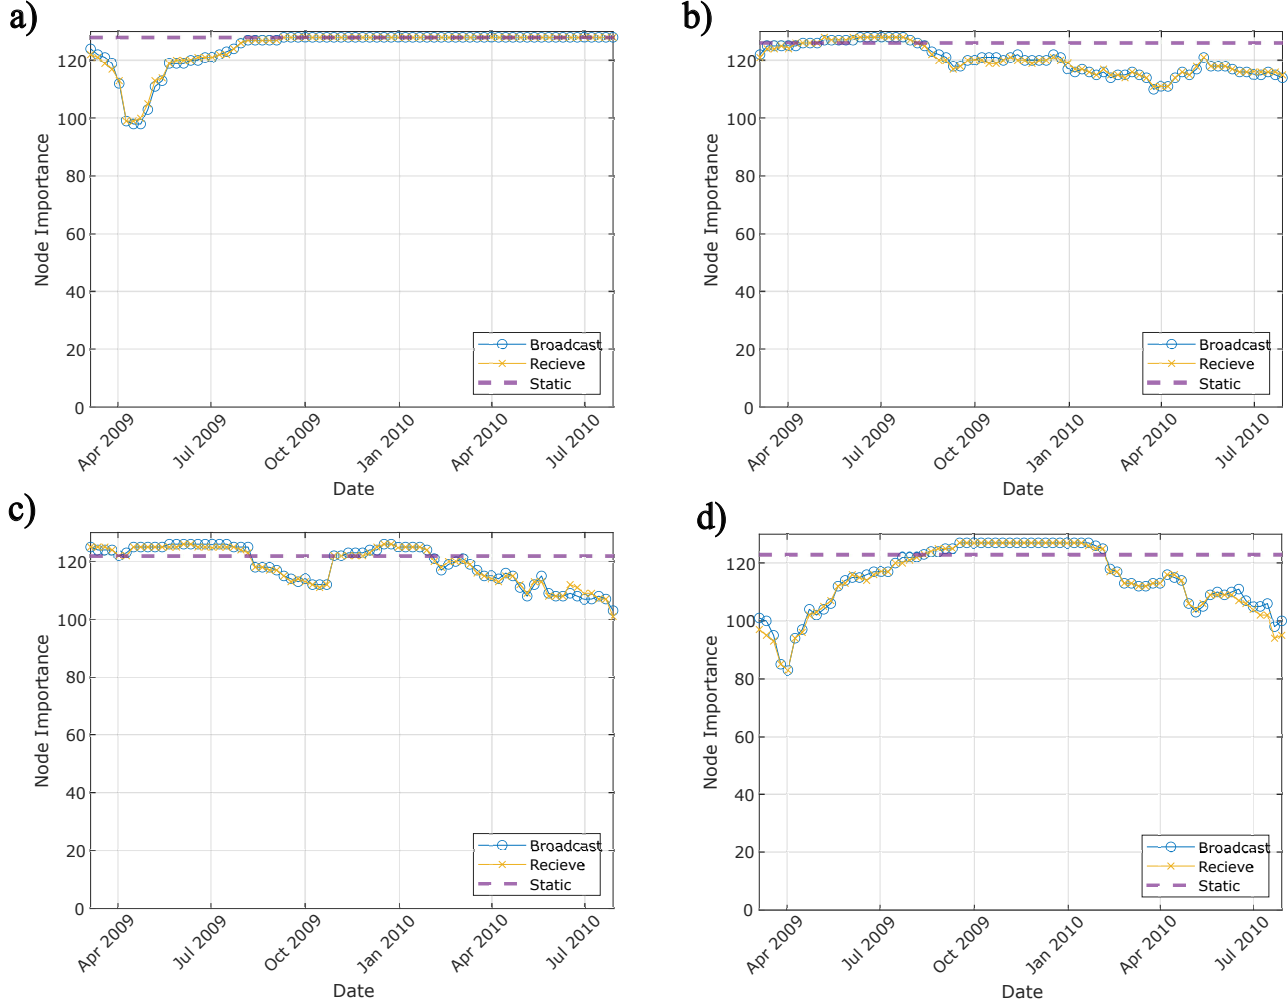 a)
Node Importance
120
100
80
60
40
20
0
Broadcast
Recieve
Static
Apr 2009
Jul 2009
Oct 2009
Jan 2010
Apr 2010
Jul 2010
Date
b)
Node Importance
120
100
80
60
40
20
0
Broadcast
Recieve
Static
Apr 2009
Jul 2009
Oct 2009
Jan 2010
Apr 2010
Jul 2010
Date
c)
Node Importance
120
100
80
60
40
20
0
Broadcast
Recieve
Static
Apr 2009
Jul 2009
Oct 2009
Jan 2010
Apr 2010
Jul 2010
Date
d)
Node Importance
120
100
80
60
40
20
0
Broadcast
Recieve
Static
Apr 2009
Jul 2009
Oct 2009
Jan 2010
Apr 2010
Jul 2010
Date